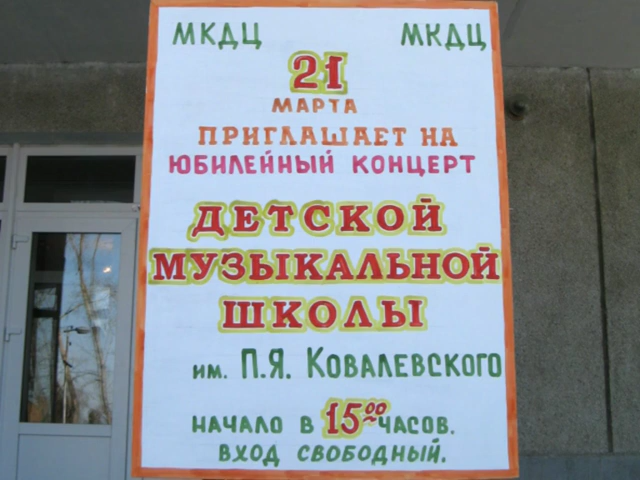 МКДЦ МКДЦ
21
МАРТА
ПРИГЛАШАЕТ НА
ЮБИЛЕЙНЫЙ КОНЦЕРТ
ДЕТСКОЙ
МУЗЫКАЛЬНОЙ
ШКОЛЫ
им. П.Я. КОВАЛЕВСКОГО
НАЧАЛО В 15⁰⁰ ЧАСОВ.
ВХОД СВОБОДНЫЙ.